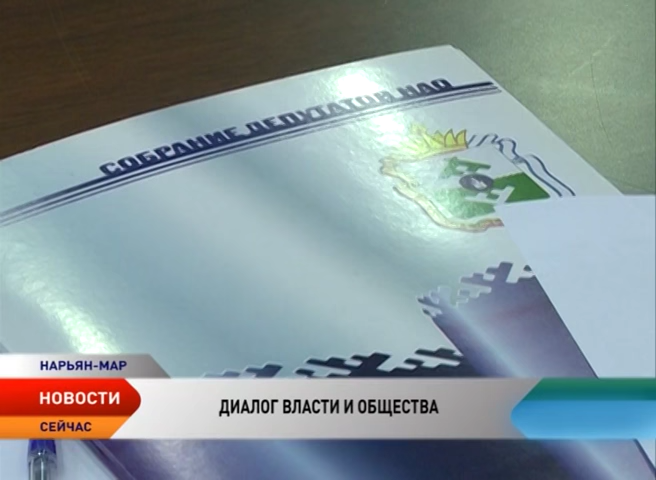 СОБРАНИЕ ДЕПУТАТОВ НАО
НАРЬЯН-МАР
НОВОСТИ
СЕЙЧАС
ДИАЛОГ ВЛАСТИ И ОБЩЕСТВА